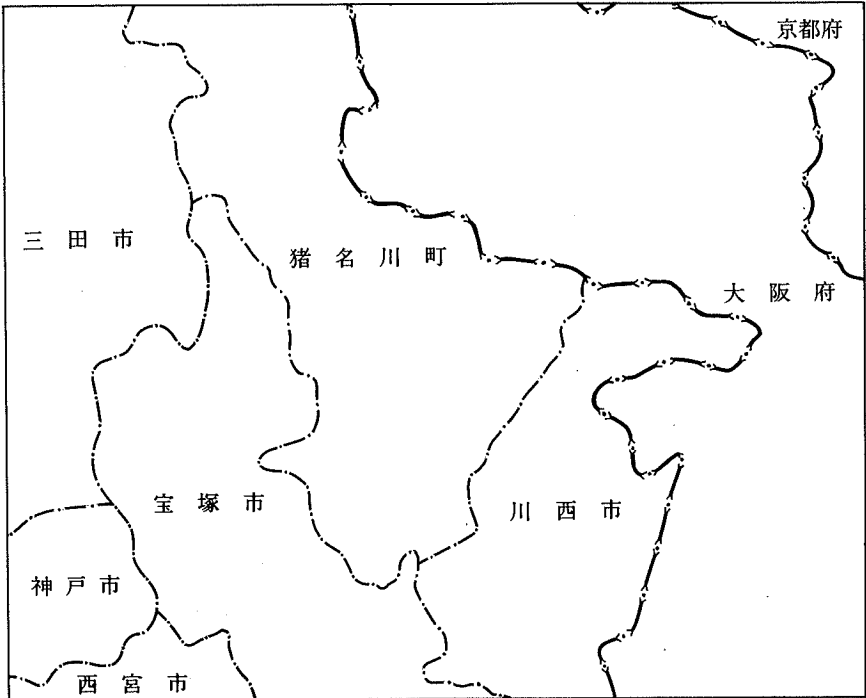 京都府
三田市
猪名川町
大阪府
宝塚市
川西市
神戸市
西宮市